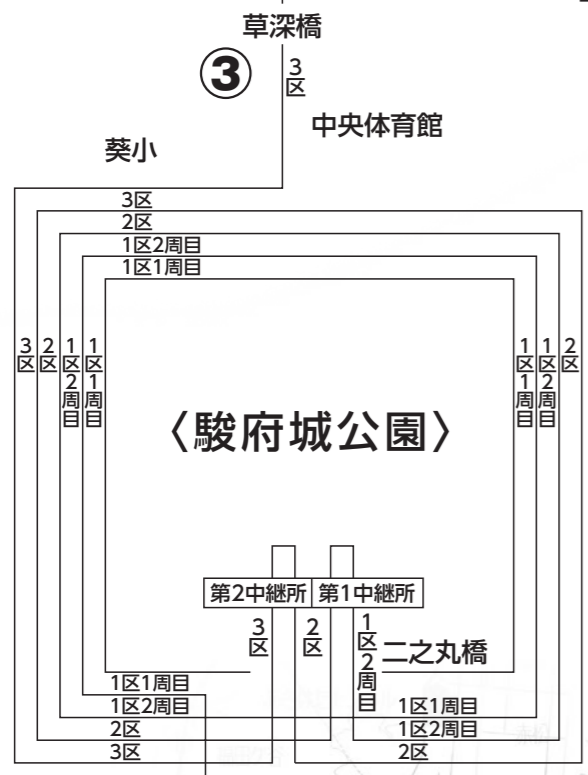 草深橋
③
3区
中央体育館
葵小
3区
2区
1区2周目
1区1周目
3区
2区
1区2周目
1区1周目
1区1周目
1区2周目
2区
〈駿府城公園〉
第2中継所
第1中継所
3区
2区
1区2周目
二之丸橋
1区1周目
1区2周目
2区
3区
1区1周目
1区2周目
2区